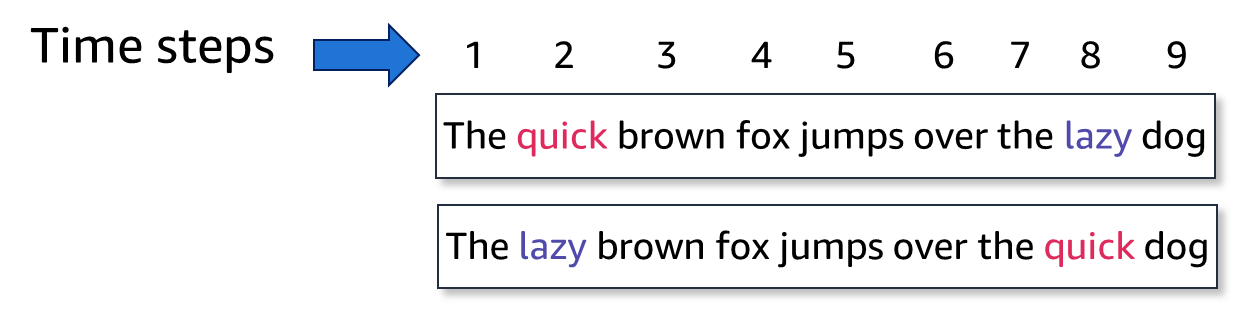 Time steps 1 2 3 4 5 6 7 8 9
The quick brown fox jumps over the lazy dog
The lazy brown fox jumps over the quick dog